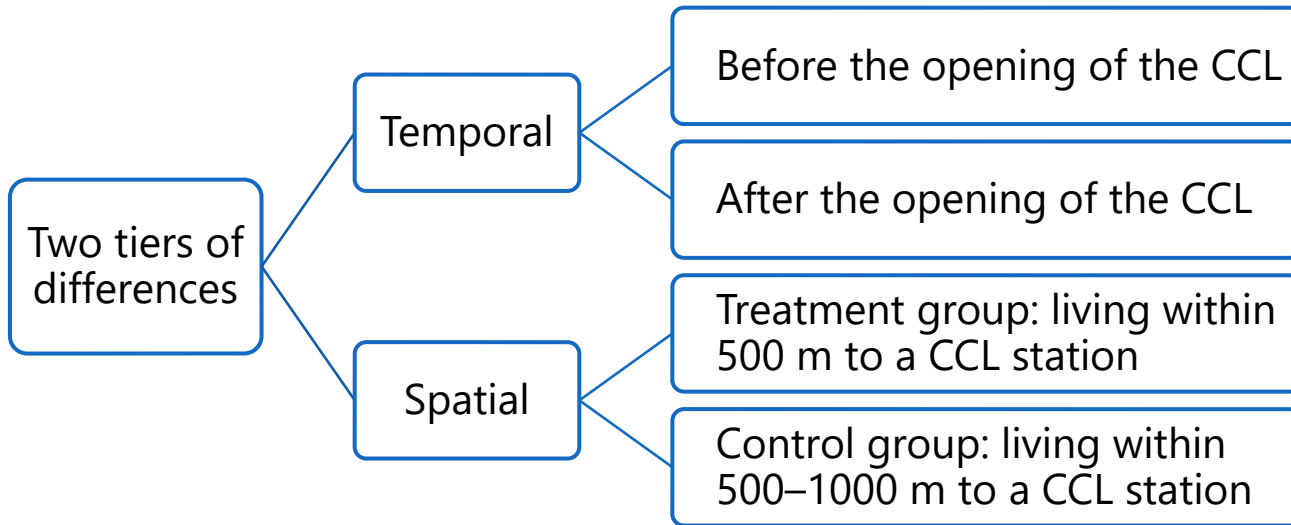 Two tiers of
differences
Temporal
Before the opening of the CCL
After the opening of the CCL
Spatial
Treatment group: living within
500 m to a CCL station
Control group: living within
500–1000 m to a CCL station